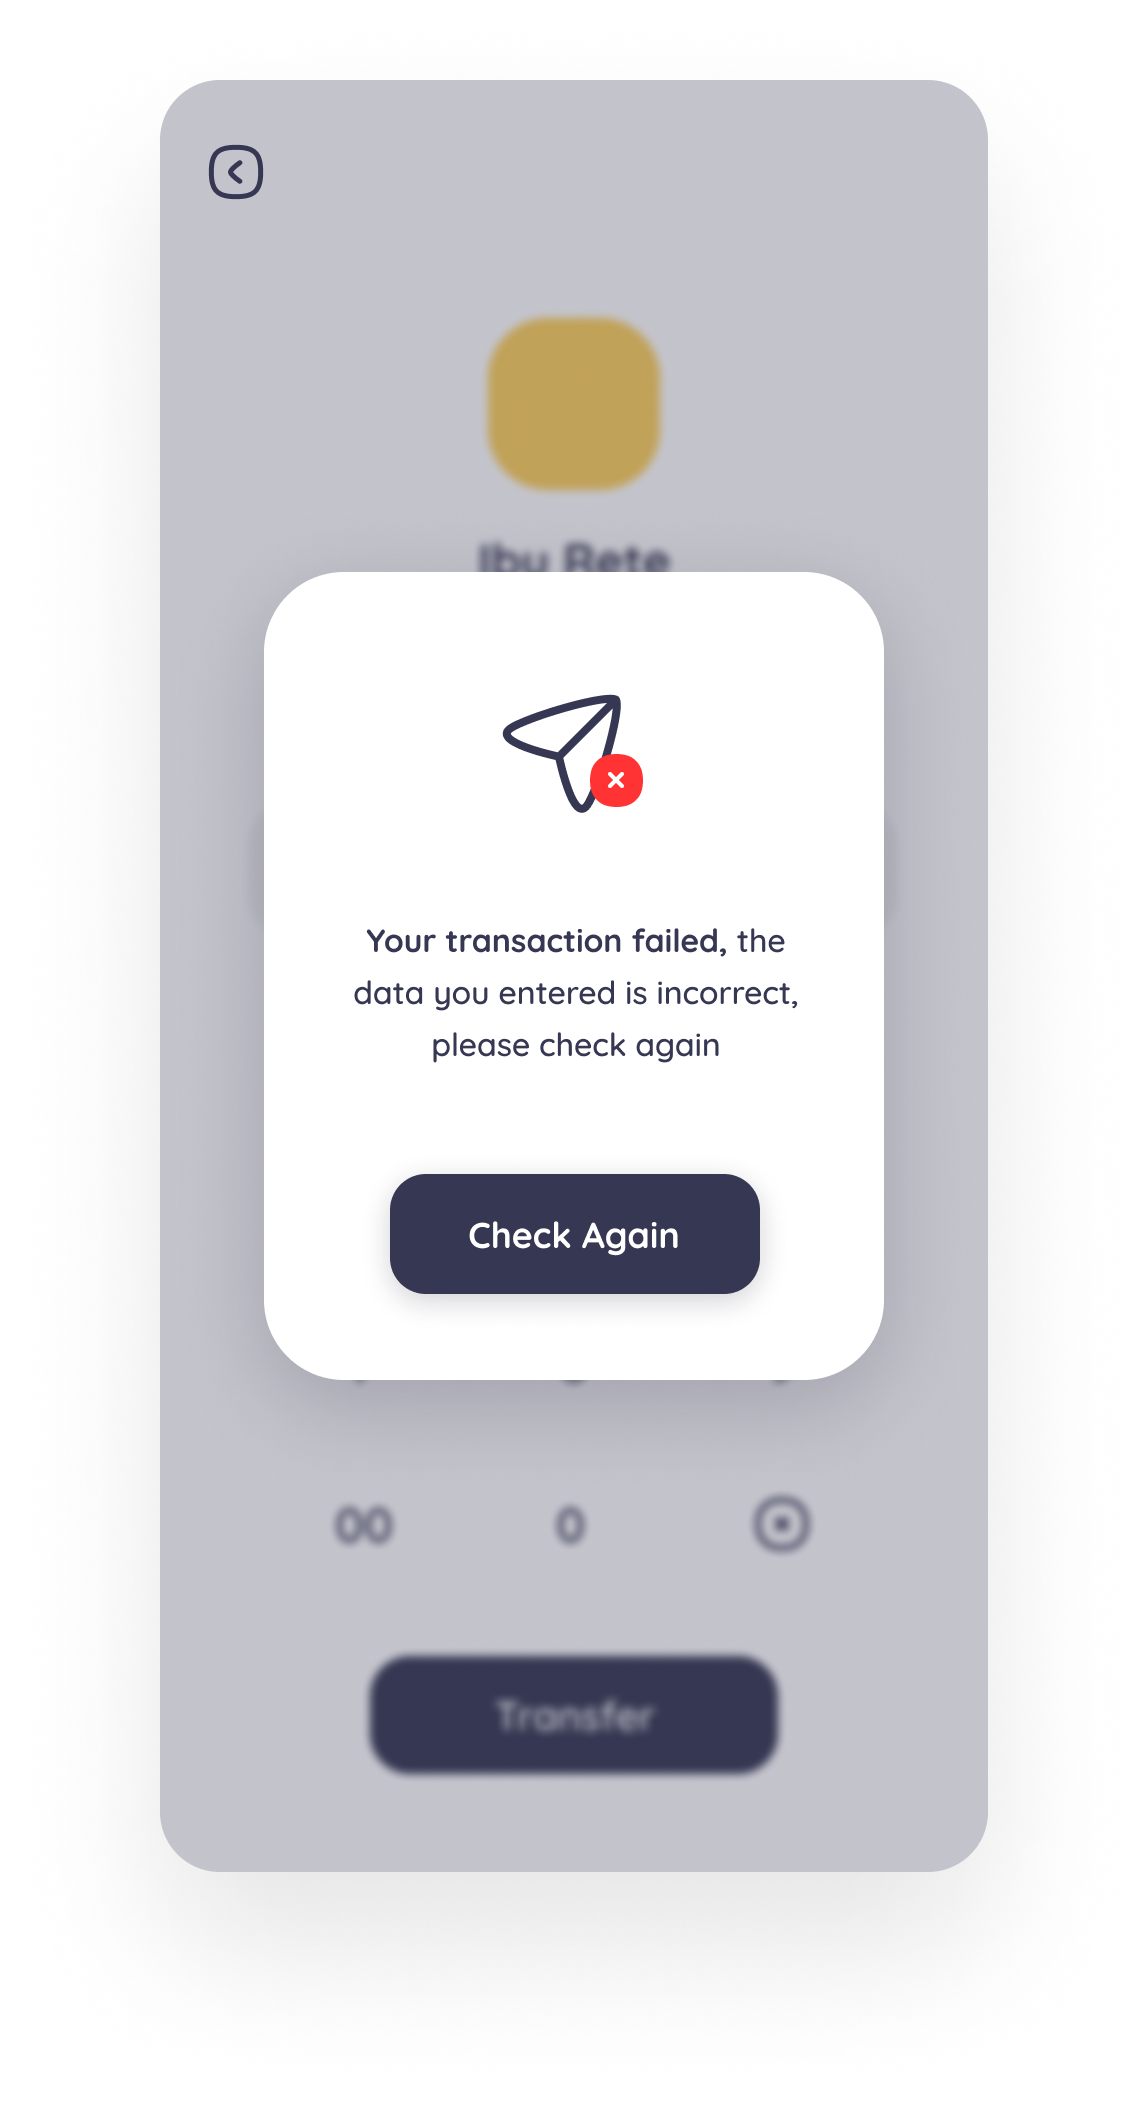 Ibu Rete
Your transaction failed, the
data you entered is incorrect,
please check again
Check Again
00 0
Transfer